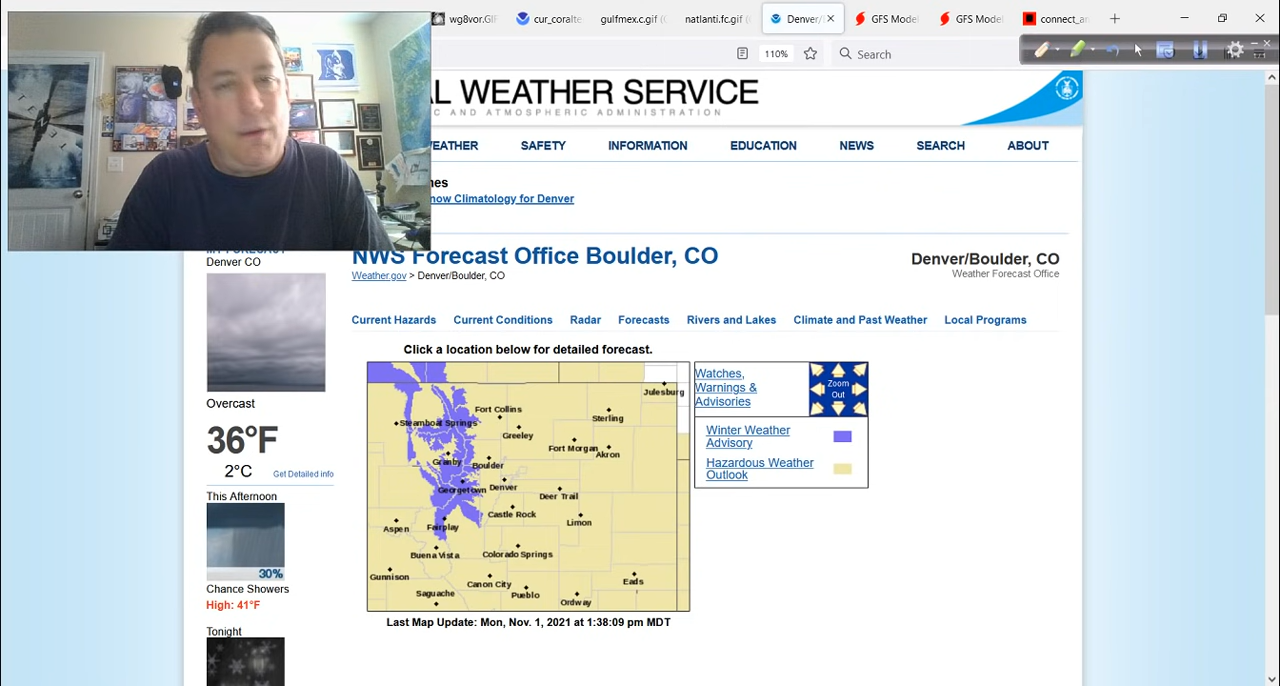 wg8vor.GIF
cur_coralte
gulfmex.c.gif (
natlanti.fc.gif (
Denver/
GFS Mode
GFS Mode
connect_an
110%
Search
L WEATHER SERVICE
C AND ATMOSPHERIC ADMINISTRATION
EATHER SAFETY INFORMATION EDUCATION NEWS SEARCH ABOUT
nes
now Climatology for Denver
MY FORECAST
Denver CO
Overcast
36°F
2°C
Get Detailed info
This Afternoon
30%
Chance Showers
High: 41°F
Tonight
NWS Forecast Office Boulder, CO
Weather.gov > Denver/Boulder, CO
Denver/Boulder, CO
Weather Forecast Office
Current Hazards Current Conditions Radar Forecasts Rivers and Lakes Climate and Past Weather Local Programs
Click a location below for detailed forecast.
Julesburg
Fort Collins
Steamboat Springs
Sterling
Greeley
Fort Morgan
Akron
Granby
Boulder
Georgetown
Denver
Deer Trail
Castle Rock
Limon
Aspen
Fairplay
Buena Vista
Colorado Springs
Gunnison
Canon City
Eads
Saguache
Pueblo
Ordway
Last Map Update: Mon, Nov. 1, 2021 at 1:38:09 pm MDT
Watches,
Warnings &
Advisories
Zoom
Out
Winter Weather
Advisory
Hazardous Weather
Outlook